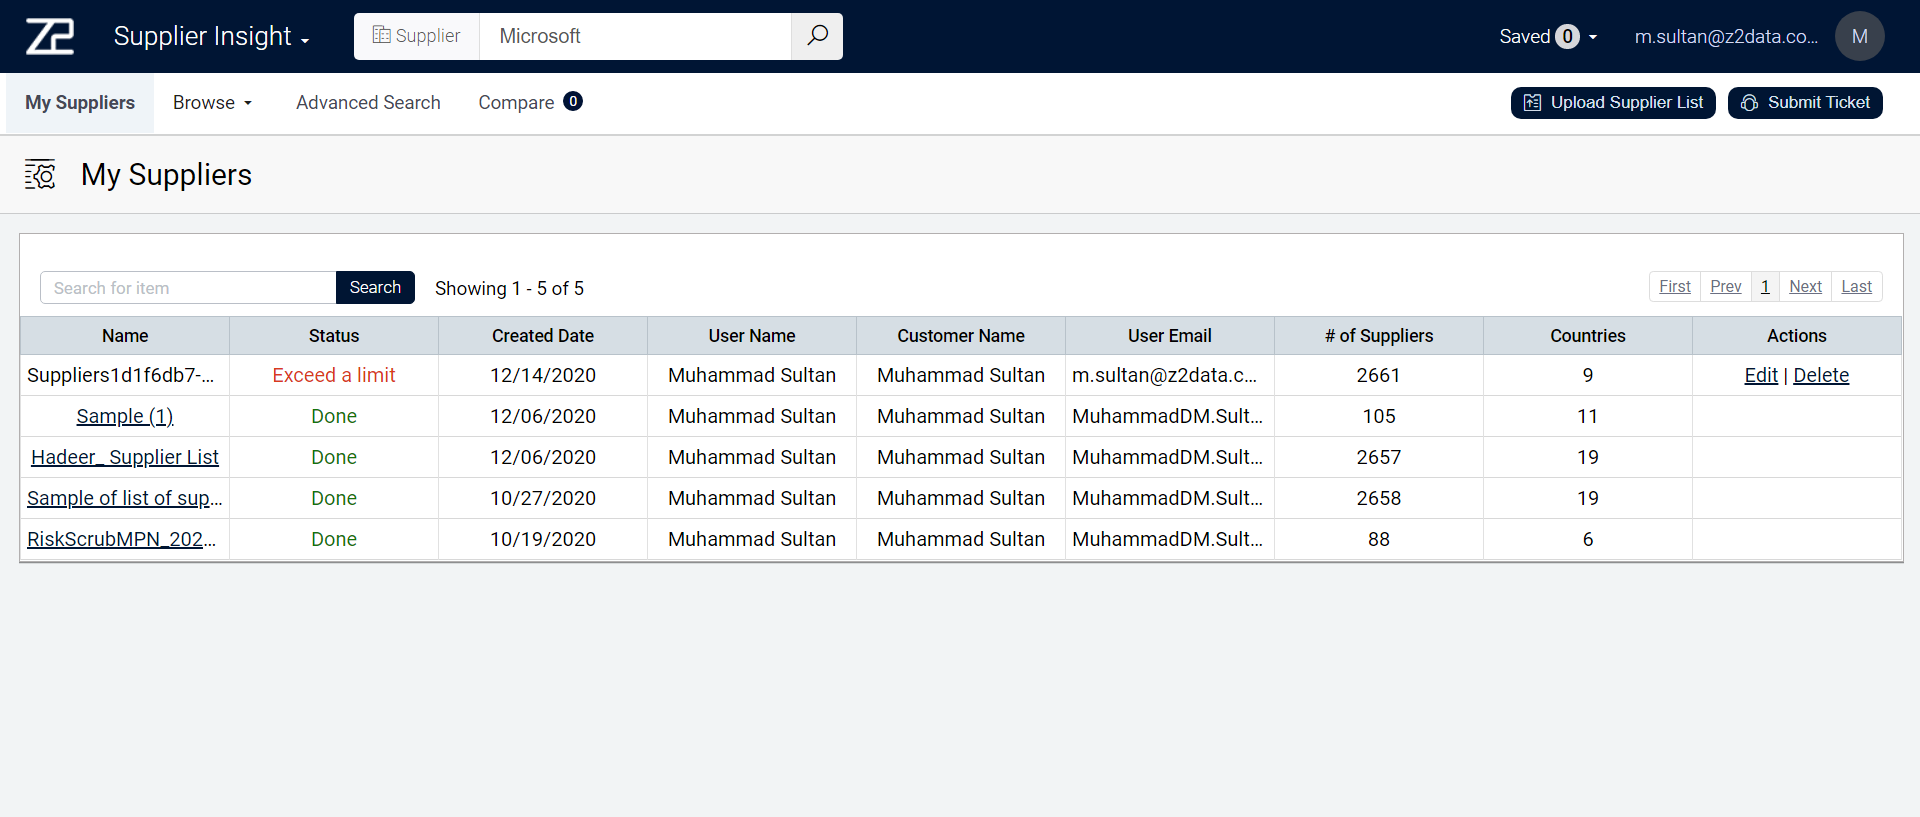 Z2 Supplier Insight Supplier Microsoft Saved 0 m.sultan@z2data.co... M
My Suppliers Browse Advanced Search Compare 0 Upload Supplier List Submit Ticket
My Suppliers
Search for item Search Showing 1 - 5 of 5 First Prev 1 Next Last
Name Status Created Date User Name Customer Name User Email # of Suppliers Countries Actions
Suppliers1d1f6db7-... Exceed a limit 12/14/2020 Muhammad Sultan Muhammad Sultan m.sultan@z2data.c... 2661 9 Edit | Delete
Sample (1) Done 12/06/2020 Muhammad Sultan Muhammad Sultan MuhammadDM.Sult... 105 11
Hadeer_ Supplier List Done 12/06/2020 Muhammad Sultan Muhammad Sultan MuhammadDM.Sult... 2657 19
Sample of list of sup... Done 10/27/2020 Muhammad Sultan Muhammad Sultan MuhammadDM.Sult... 2658 19
RiskScrubMPN_202... Done 10/19/2020 Muhammad Sultan Muhammad Sultan MuhammadDM.Sult... 88 6